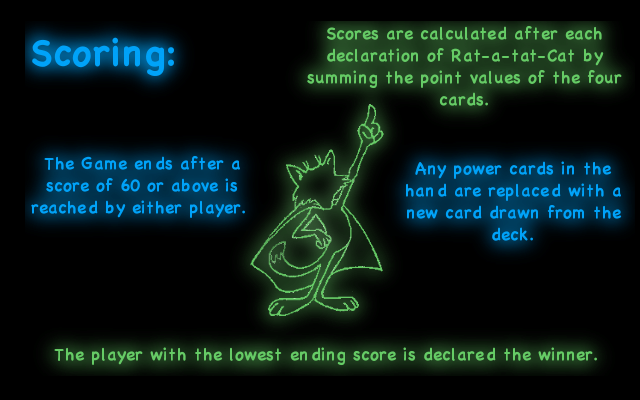 Scoring:
Scores are calculated after each
declaration of Rat-a-tat-Cat by
summing the point values of the four
cards.
The Game ends after a
score of 60 or above is
reached by either player.
Any power cards in the
hand are replaced with a
new card drawn from the
deck.
The player with the lowest ending score is declared the winner.